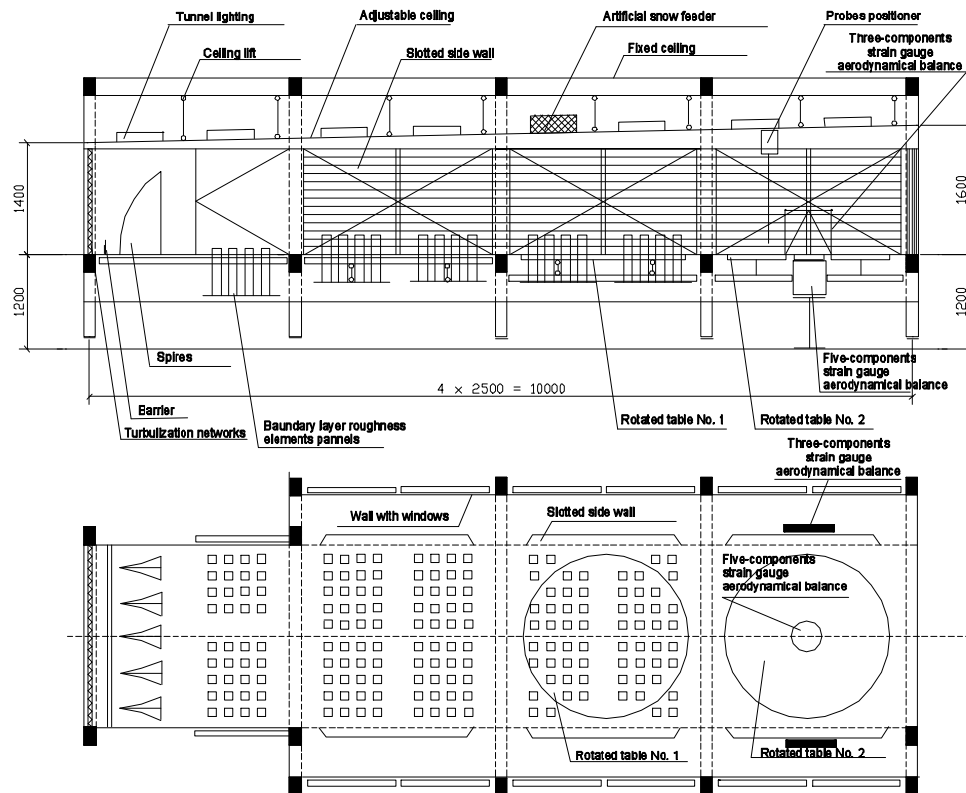 Tunnel lighting
Adjustable ceiling
Artificial snow feeder
Probes positioner
Three-components
strain gauge
aerodynamical balance
Ceiling lift
Slotted side wall
Fixed ceiling
1400
1600
1200
1200
Spires
Five-components
strain gauge
aerodynamical balance
4 × 2500 = 10000
Barrier
Turbulization networks
Baundary layer roughness
elements pannels
Rotated table No. 1
Rotated table No. 2
Three-components
strain gauge
aerodynamical balance
Wall with windows
Slotted side wall
Five-components
strain gauge
aerodynamical balance
Rotated table No. 1
Rotated table No. 2